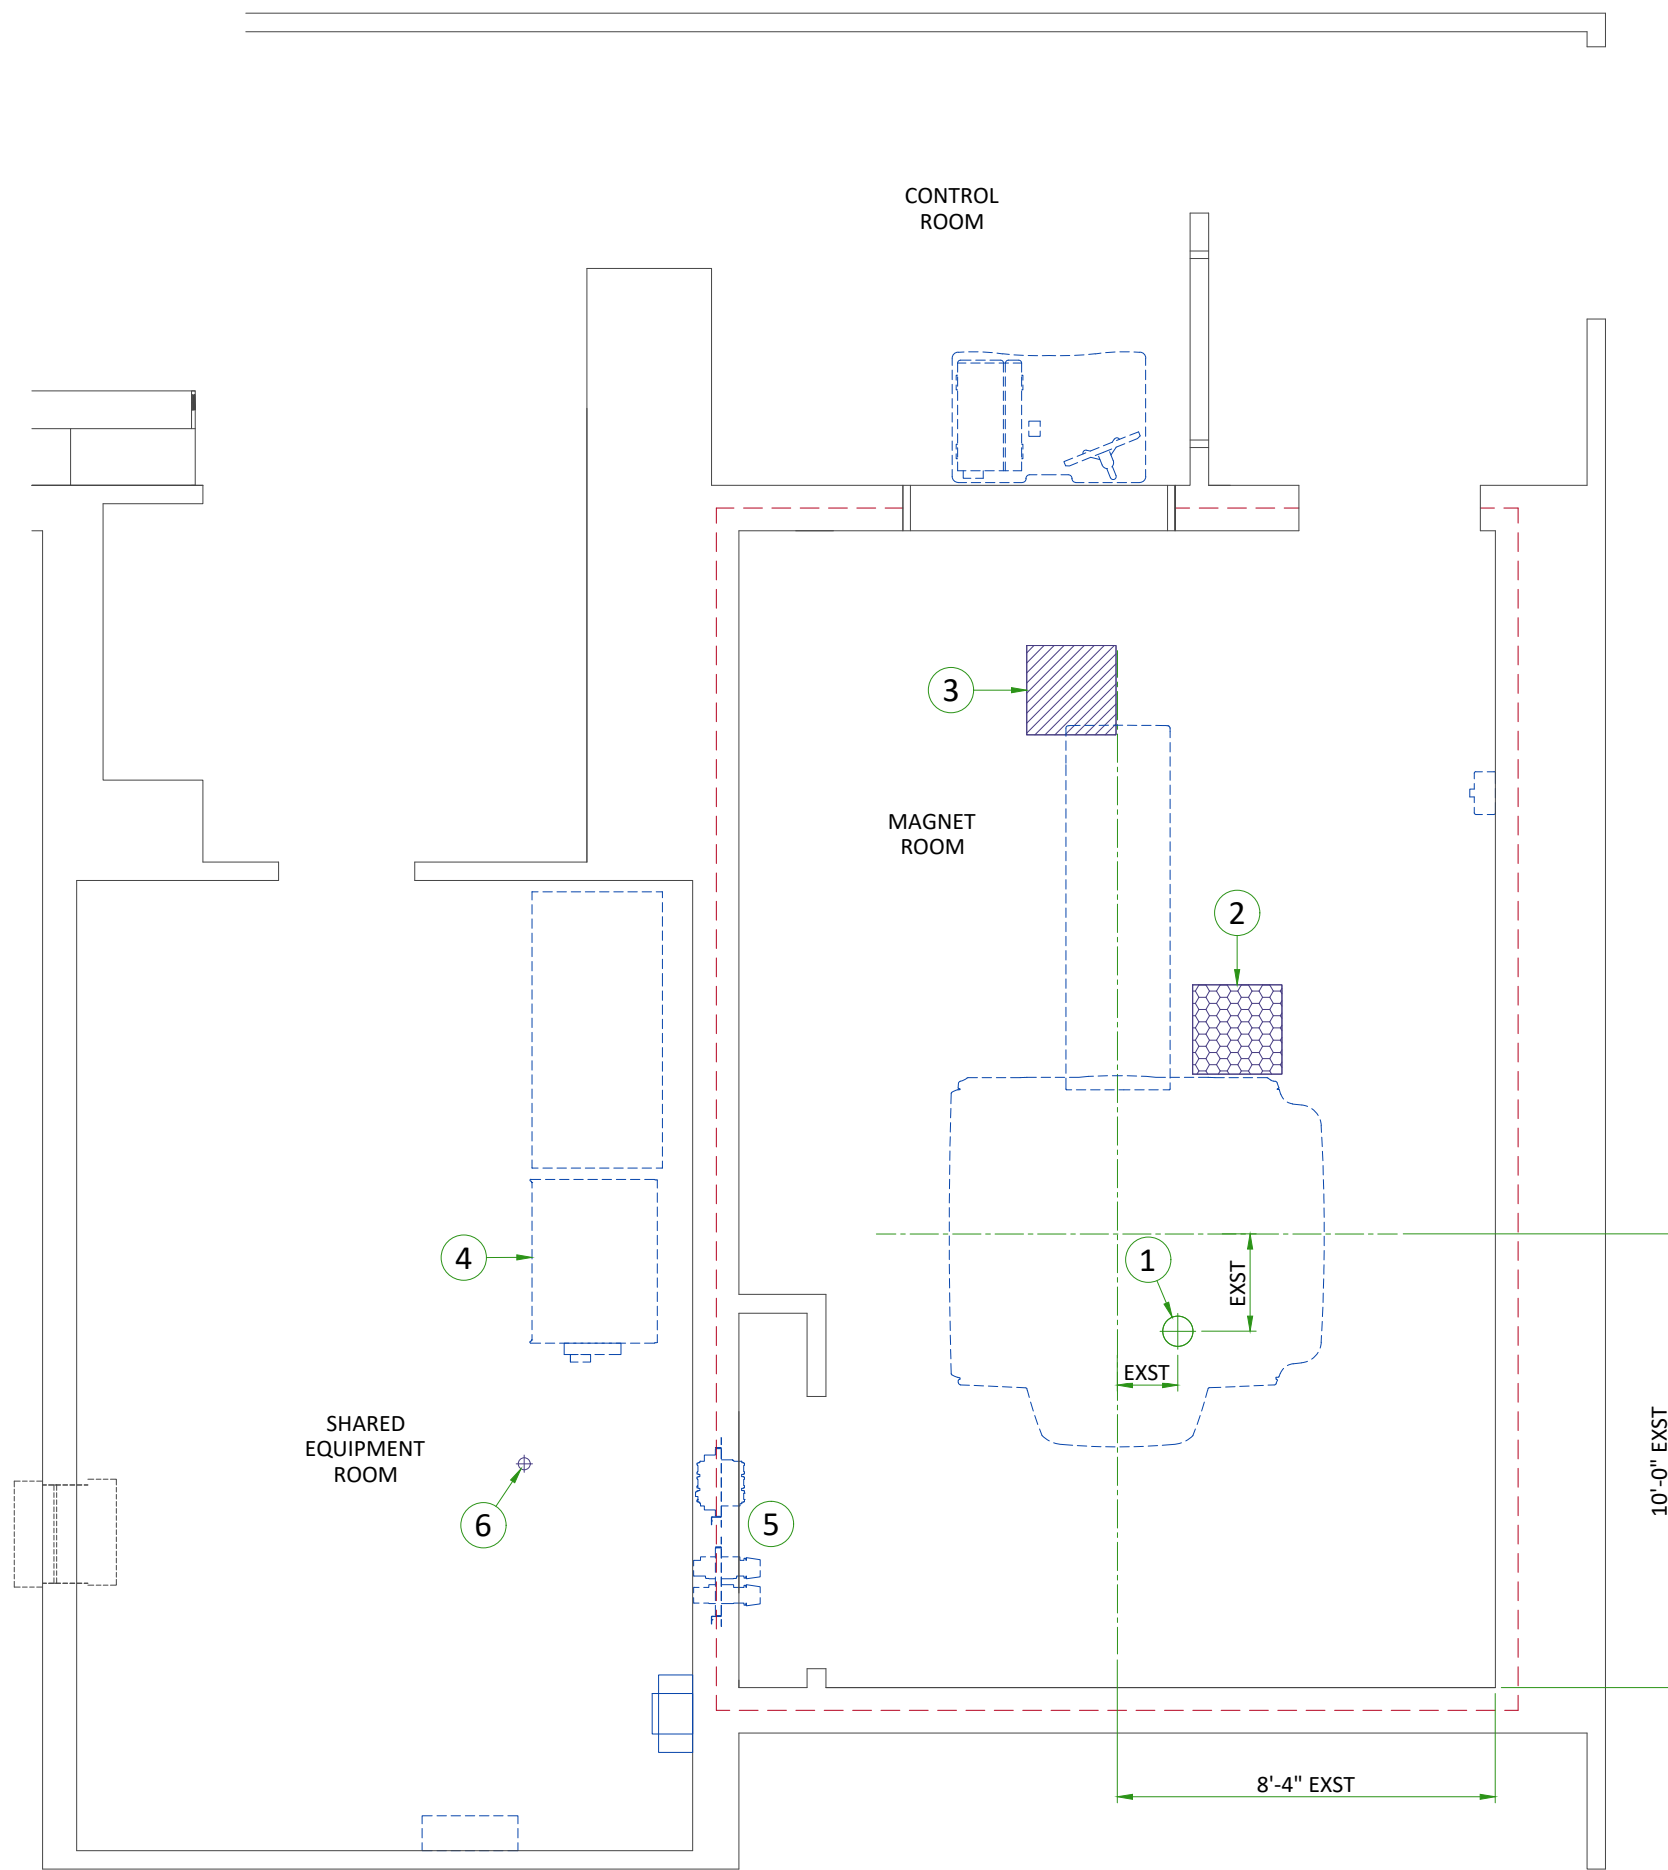 CONTROL
ROOM
3
MAGNET
ROOM
2
4
1
EXST
EXST
SHARED
EQUIPMENT
ROOM
10'-0" EXST
6
5
8'-4" EXST